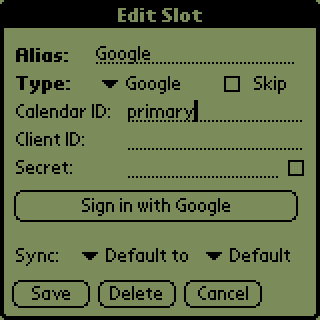 Edit Slot
Alias: Google
Type: Google Skip
Calendar ID: primary
Client ID:
Secret:
Sign in with Google
Sync: Default to Default
Save Delete Cancel